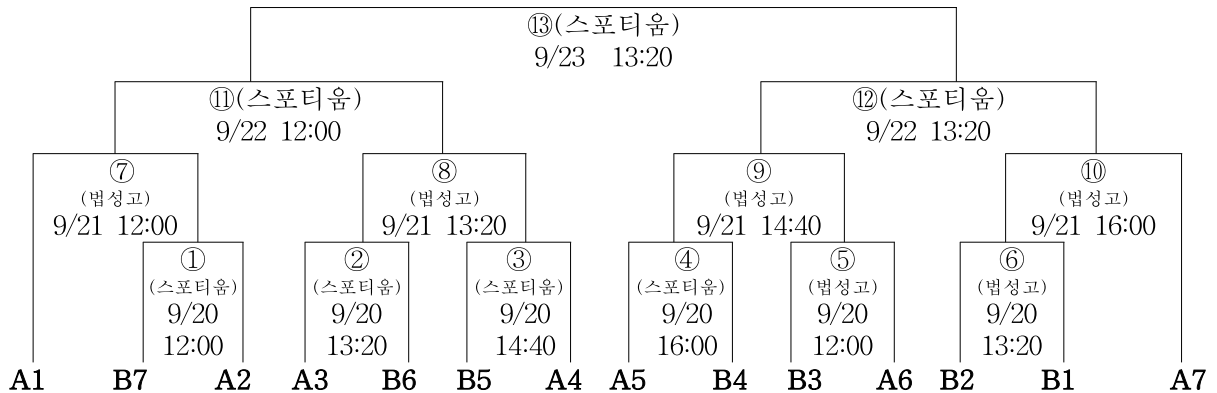 ⑬(스포티움)
9/23 13:20
⑪(스포티움)
9/22 12:00
⑫(스포티움)
9/22 13:20
⑦
(법성고)
9/21 12:00
⑧
(법성고)
9/21 13:20
⑨
(법성고)
9/21 14:40
⑩
(법성고)
9/21 16:00
①
(스포티움)
9/20
12:00
②
(스포티움)
9/20
13:20
③
(스포티움)
9/20
14:40
④
(스포티움)
9/20
16:00
⑤
(법성고)
9/20
12:00
⑥
(법성고)
9/20
13:20
A1 B7 A2 A3 B6 B5 A4 A5 B4 B3 A6 B2 B1 A7